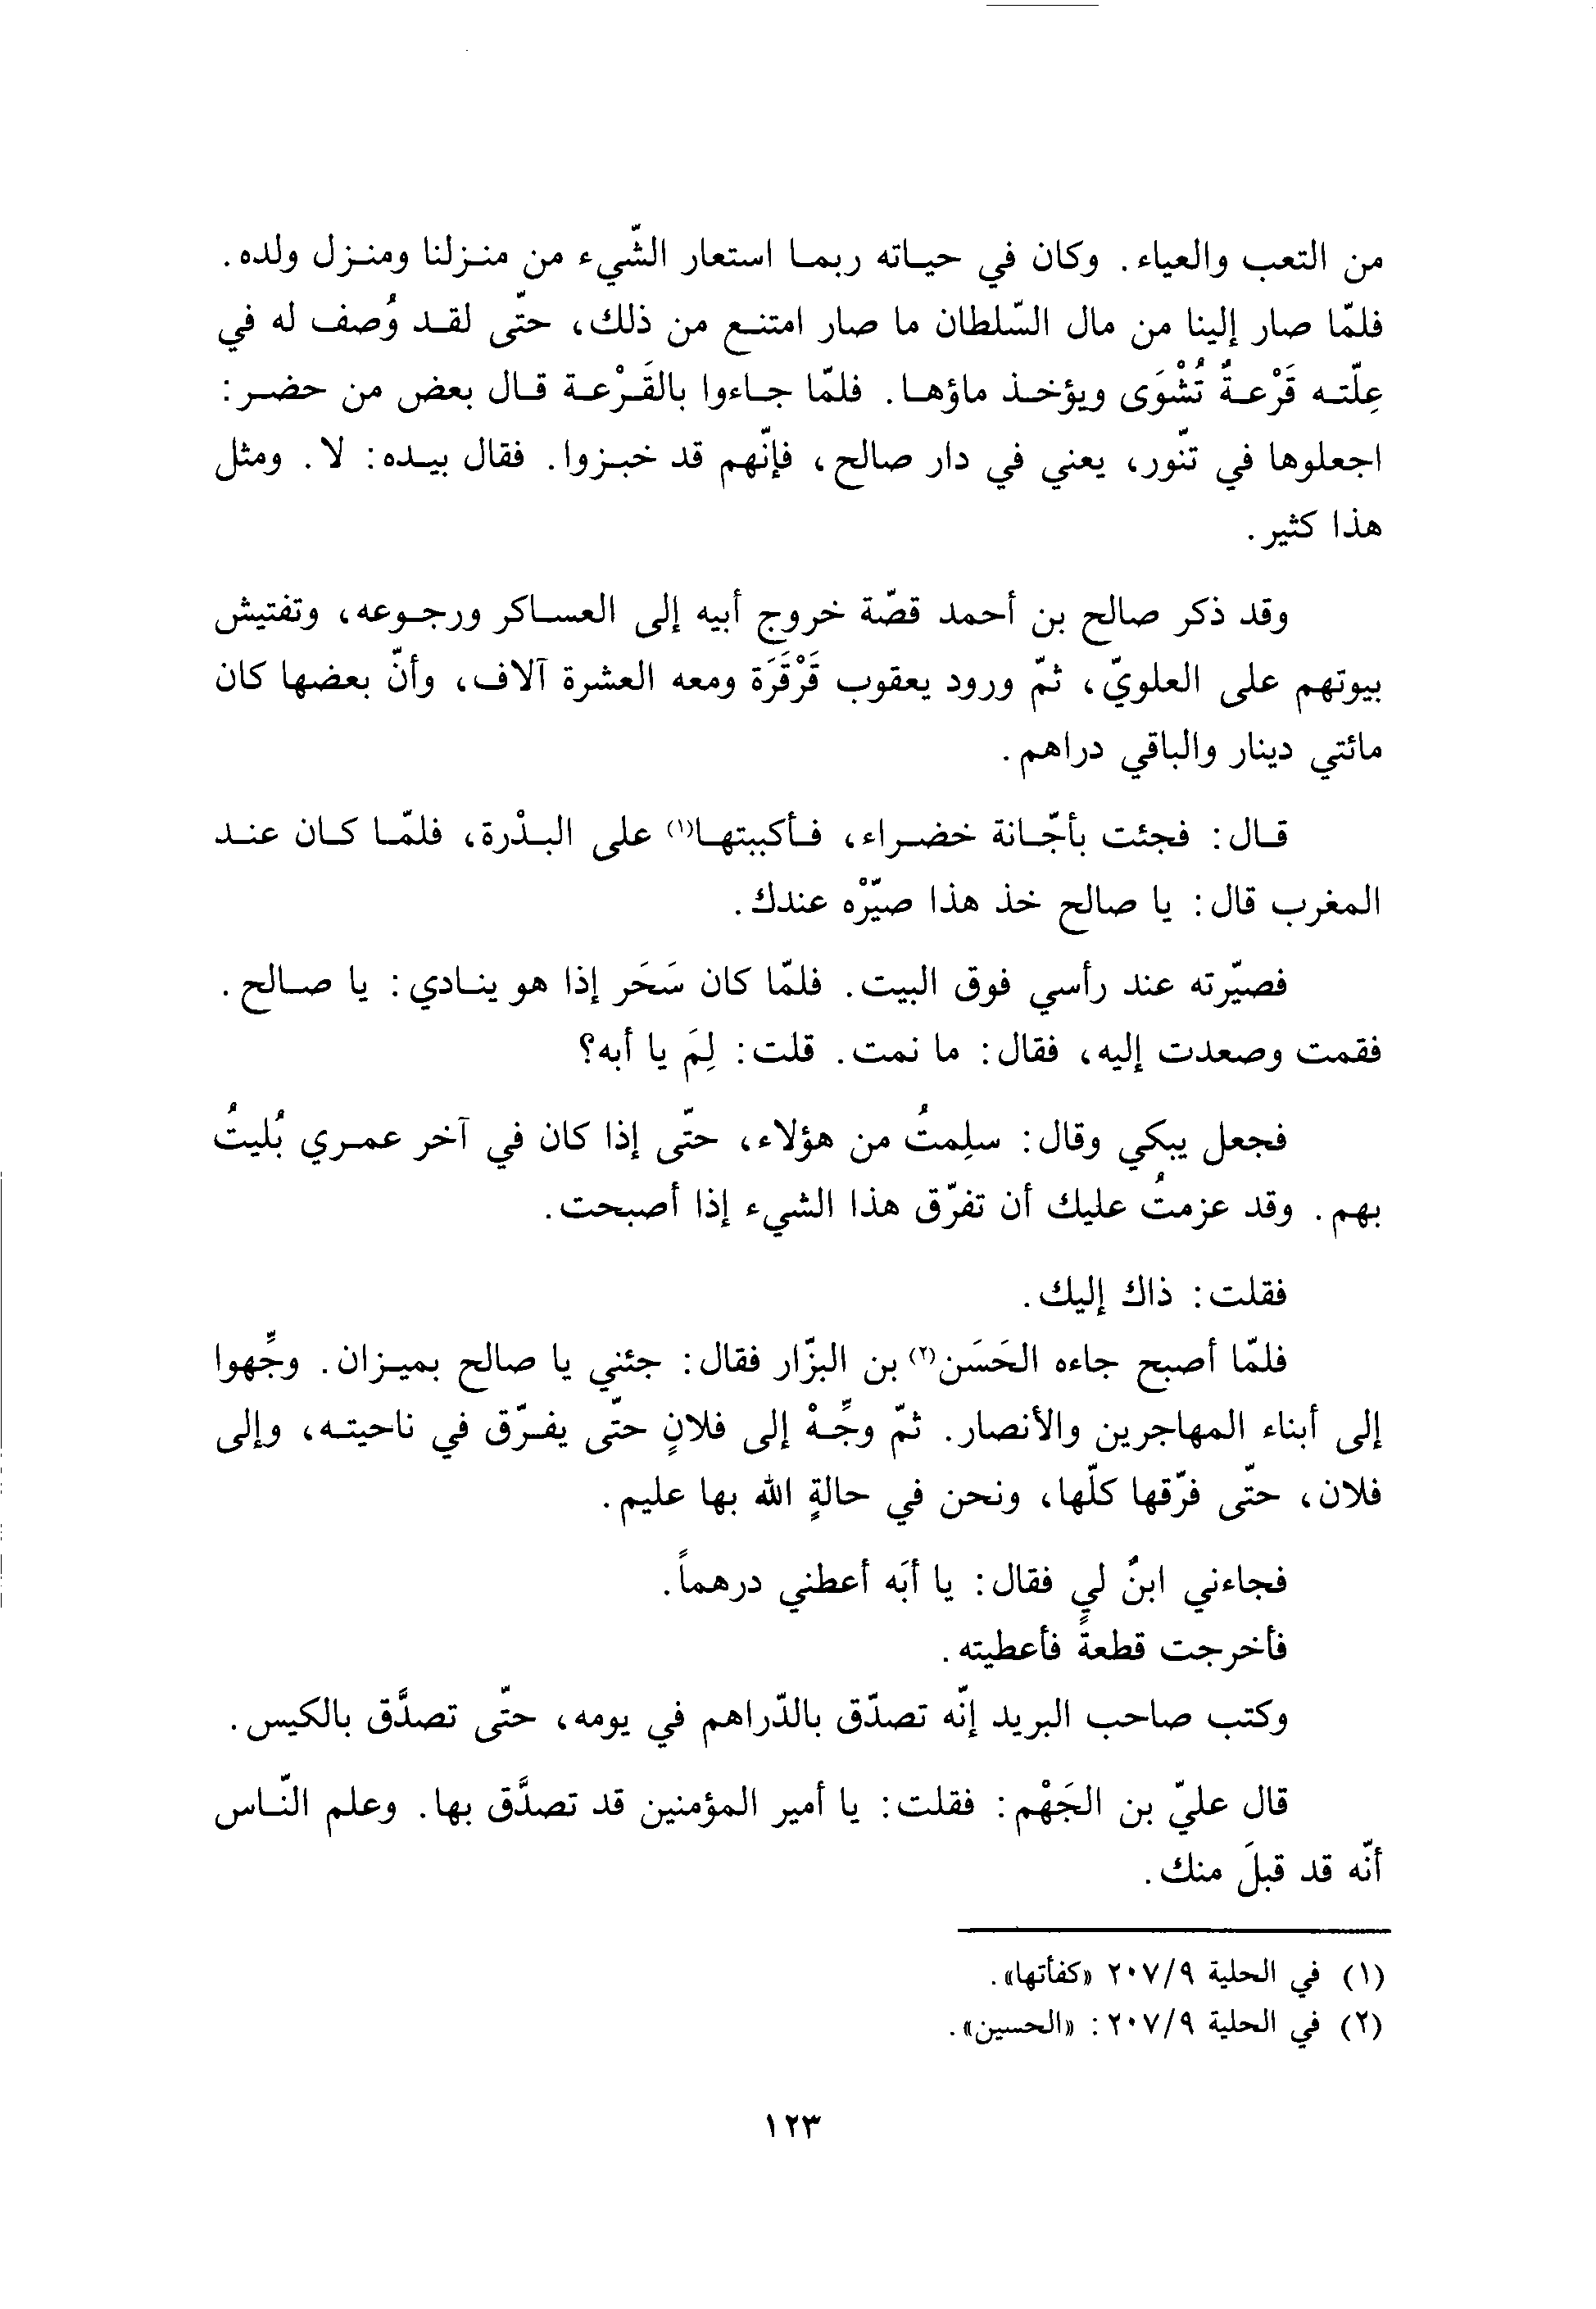 من التعب والعياء. وكان في حياته ربما استعار الشّيء من منزلنا ومنزل ولده.
فلمّا صار إلينا من مال السّلطان ما صار امتنع من ذلك، حتّى لقد وُصف له في
عِلّته قَرْعةٌ تُشْوَى ويؤخذ ماؤها. فلمّا جاءوا بالقَرْعة قال بعض من حضر:
اجعلوها في تنّور، يعني في دار صالح، فإنّهم قد خبزوا. فقال بيده: لا. ومثل
هذا كثير.
وقد ذكر صالح بن أحمد قصّة خروج أبيه إلى العساكر ورجوعه، وتفتيش
بيوتهم على العلويّ، ثمّ ورود يعقوب قَرْقَرَة ومعه العشرة آلاف، وأنّ بعضها كان
مائتي دينار والباقي دراهم.
قال: فجئت بأجّانة خضراء، فأكببتها(١) على البدْرة، فلمّا كان عند
المغرب قال: يا صالح خذ هذا صيّرْه عندك.
فصيّرته عند رأسي فوق البيت. فلمّا كان سَحَر إذا هو ينادي: يا صالح.
فقمت وصعدت إليه، فقال: ما نمت. قلت: لِمَ يا أبه؟
فجعل يبكي وقال: سلِمتُ من هؤلاء، حتّى إذا كان في آخر عمري بُليتُ
بهم. وقد عزمتُ عليك أن تفرّق هذا الشيء إذا أصبحت.
فقلت: ذاك إليك.
فلمّا أصبح جاءه الحَسَن(٢) بن البزّار فقال: جئني يا صالح بميزان. وجِّهوا
إلى أبناء المهاجرين والأنصار. ثمّ وجِّهْ إلى فلانٍ حتّى يفرّق في ناحيته، وإلى
فلان، حتّى فرّقها كلّها، ونحن في حالةٍ الله بها عليم.
فجاءني ابنٌ لي فقال: يا أبَه أعطني درهماً.
فأخرجت قطعةً فأعطيته.
وكتب صاحب البريد إنّه تصدّق بالدّراهم في يومه، حتّى تصدَّق بالكيس.
قال عليّ بن الجَهْم: فقلت: يا أمير المؤمنين قد تصدَّق بها. وعلم النّاس
أنّه قد قبلَ منك.
(١) في الحلية ٢٠٧/٩ «كفأتها».
(٢) في الحلية ٢٠٧/٩: «الحسين».
١٢٣